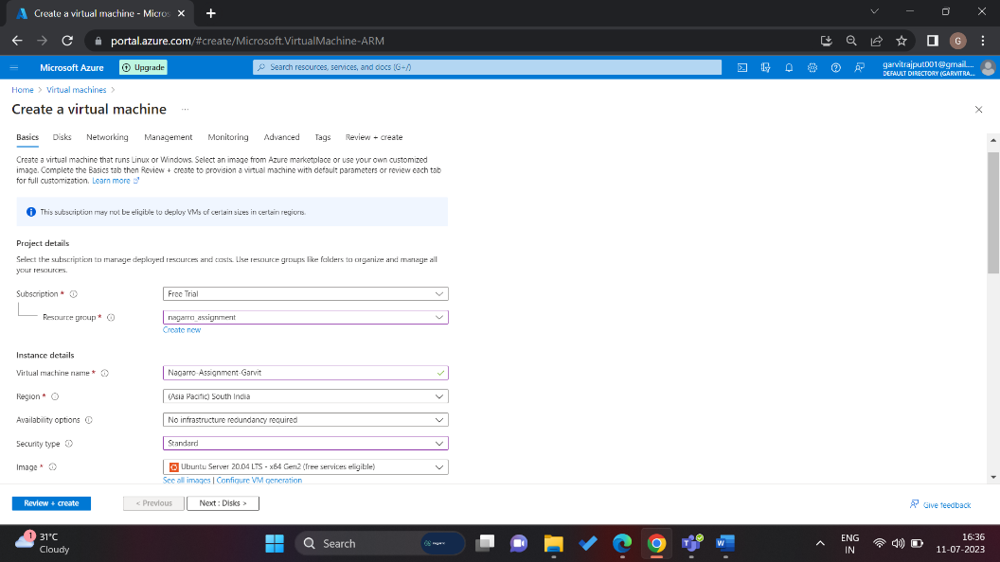 Create a virtual machine - Micros
portal.azure.com/#create/Microsoft.VirtualMachine-ARM
G
Microsoft Azure
Upgrade
Search resources, services, and docs (G+/)
garvitrajput001@gmail....
DEFAULT DIRECTORY (GARVITRA...
Home > Virtual machines >
Create a virtual machine ...
Basics Disks Networking Management Monitoring Advanced Tags Review + create
Create a virtual machine that runs Linux or Windows. Select an image from Azure marketplace or use your own customized
image. Complete the Basics tab then Review + create to provision a virtual machine with default parameters or review each tab
for full customization. Learn more
This subscription may not be eligible to deploy VMs of certain sizes in certain regions.
Project details
Select the subscription to manage deployed resources and costs. Use resource groups like folders to organize and manage all
your resources.
Subscription * Free Trial
Resource group * nagarro_assignment
Create new
Instance details
Virtual machine name * Nagarro-Assignment-Garvit
Region * (Asia Pacific) South India
Availability options No infrastructure redundancy required
Security type Standard
Image * Ubuntu Server 20.04 LTS - x64 Gen2 (free services eligible)
See all images | Configure VM generation
Review + create < Previous Next : Disks > Give feedback
1 31°C
Cloudy
Search
nagarro
ENG
IN
16:36
11-07-2023